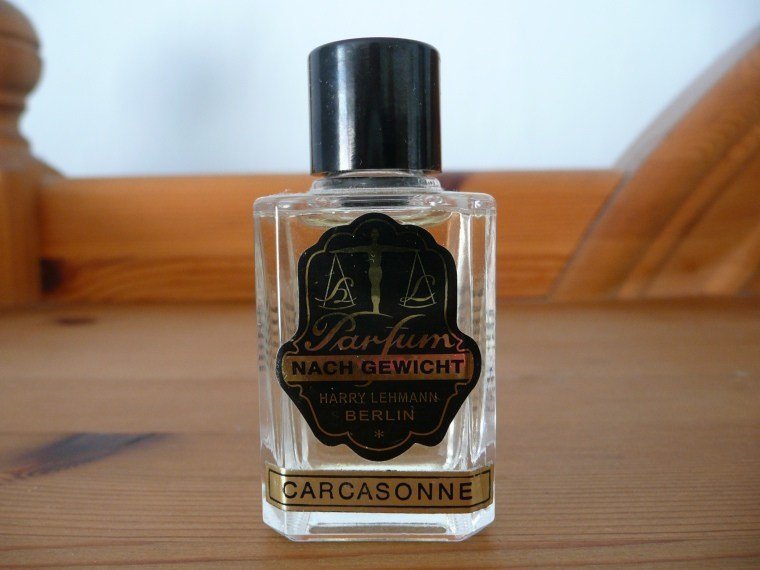 H L
Parfum
NACH GEWICHT
HARRY LEHMANN
BERLIN
*
CARCASONNE